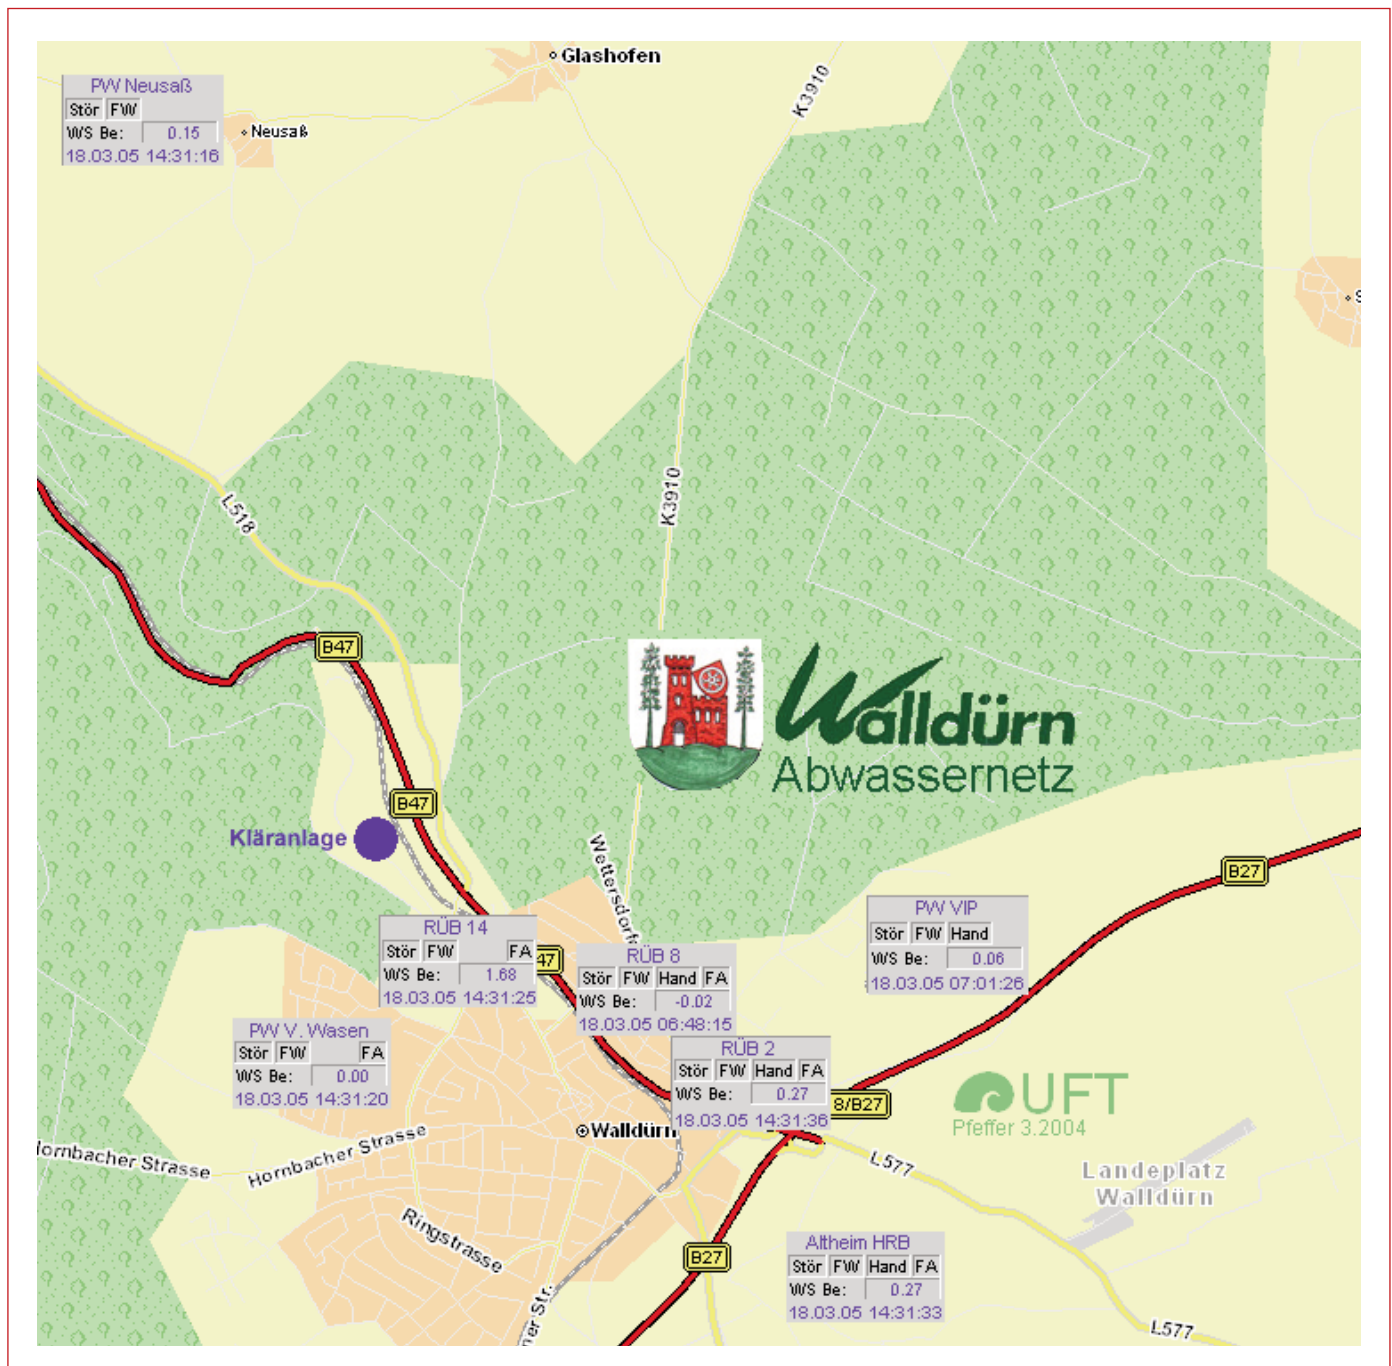 Glashofen
K3910
PW Neusaß
Stör FW
WS Be: 0.15
18.03.05 14:31:16
Neusaß
S
L518
K3910
B47
Walldürn
Abwassernetz
B47
Kläranlage
Wettersdorfe
B27
PW VIP
Stör FW Hand
WS Be: 0.06
18.03.05 07:01:26
RÜB 14
Stör FW FA
WS Be: 1.68
18.03.05 14:31:25
47
RÜB 8
Stör FW Hand FA
WS Be: -0.02
18.03.05 06:48:15
PW V. Wasen
Stör FW FA
WS Be: 0.00
18.03.05 14:31:20
RÜB 2
Stör FW Hand FA
WS Be: 0.27
18.03.05 14:31:36
8/B27
UFT
Pfeffer 3.2004
Walldürn
Hornbacher Strasse
lornbacher Strasse
L577
Landeplatz
Walldürn
Ringstrasse
B27
Altheim HRB
Stör FW Hand FA
WS Be: 0.27
18.03.05 14:31:33
ner Str.
L577